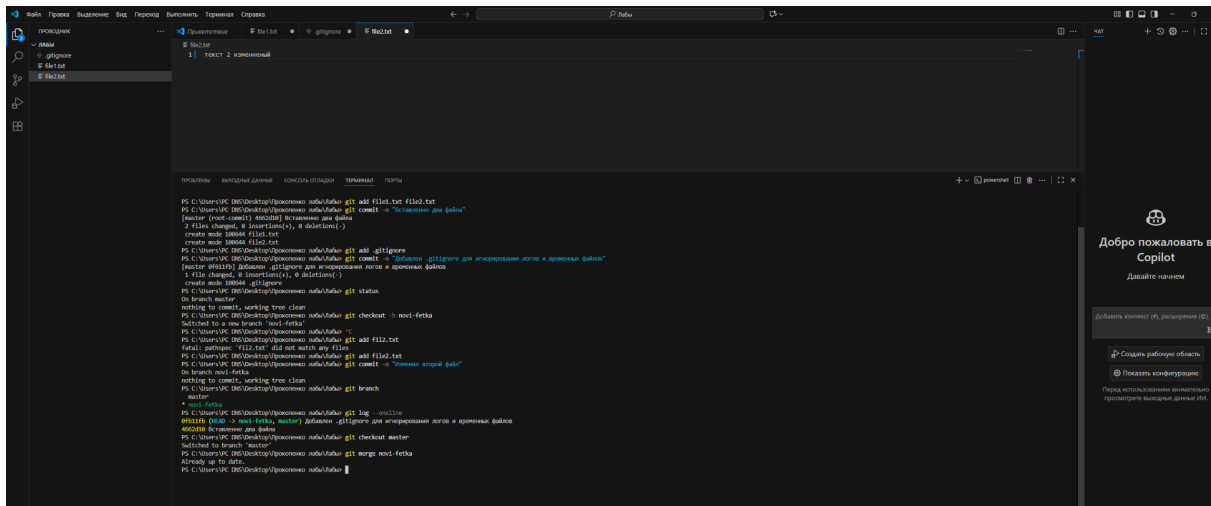 Файл Правка Выделение Вид Переход Выполнить Терминал Справка
Лабы
ПРОВОДНИК
ЛАБЫ
.gitignore
file1.txt
file2.txt
Приветствие file1.txt .gitignore file2.txt
file2.txt
1 текст 2 измененный
ПРОБЛЕМЫ ВЫХОДНЫЕ ДАННЫЕ КОНСОЛЬ ОТЛАДКИ ТЕРМИНАЛ ПОРТЫ
powershell
PS C:\Users\PC DNS\Desktop\Прокопенко лабы\Лабы> git add file1.txt file2.txt
PS C:\Users\PC DNS\Desktop\Прокопенко лабы\Лабы> git commit -m "Вставленно два файла"
[master (root-commit) 4662d10] Вставленно два файла
2 files changed, 0 insertions(+), 0 deletions(-)
create mode 100644 file1.txt
create mode 100644 file2.txt
PS C:\Users\PC DNS\Desktop\Прокопенко лабы\Лабы> git add .gitignore
PS C:\Users\PC DNS\Desktop\Прокопенко лабы\Лабы> git commit -m "Добавлен .gitignore для игнорирования логов и временных файлов"
[master 0f611fb] Добавлен .gitignore для игнорирования логов и временных файлов
1 file changed, 0 insertions(+), 0 deletions(-)
create mode 100644 .gitignore
PS C:\Users\PC DNS\Desktop\Прокопенко лабы\Лабы> git status
On branch master
nothing to commit, working tree clean
PS C:\Users\PC DNS\Desktop\Прокопенко лабы\Лабы> git checkout -b novi-fetka
Switched to a new branch 'novi-fetka'
PS C:\Users\PC DNS\Desktop\Прокопенко лабы\Лабы> ^C
PS C:\Users\PC DNS\Desktop\Прокопенко лабы\Лабы> git add fil2.txt
fatal: pathspec 'fil2.txt' did not match any files
PS C:\Users\PC DNS\Desktop\Прокопенко лабы\Лабы> git add file2.txt
PS C:\Users\PC DNS\Desktop\Прокопенко лабы\Лабы> git commit -m "Изменил второй файл"
On branch novi-fetka
nothing to commit, working tree clean
PS C:\Users\PC DNS\Desktop\Прокопенко лабы\Лабы> git branch
master
* novi-fetka
PS C:\Users\PC DNS\Desktop\Прокопенко лабы\Лабы> git log --oneline
0f611fb (HEAD -> novi-fetka, master) Добавлен .gitignore для игнорирования логов и временных файлов
4662d10 Вставленно два файла
PS C:\Users\PC DNS\Desktop\Прокопенко лабы\Лабы> git checkout master
Switched to branch 'master'
PS C:\Users\PC DNS\Desktop\Прокопенко лабы\Лабы> git merge novi-fetka
Already up to date.
PS C:\Users\PC DNS\Desktop\Прокопенко лабы\Лабы>
ЧАТ
Добро пожаловать в
Copilot
Давайте начнем
Добавить контекст (#), расширения (@),
Создать рабочую область
Показать конфигурацию
Перед использованием внимательно
просмотрите выходные данные ИИ.